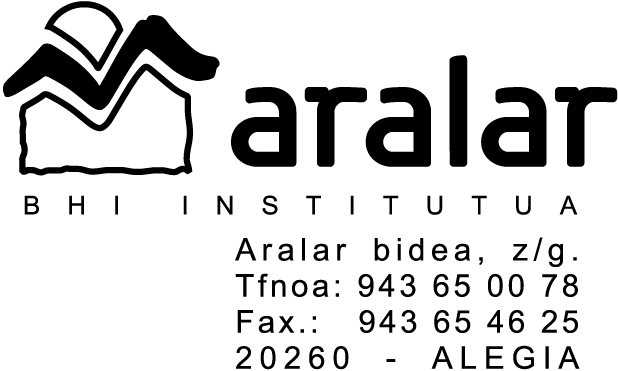 aralar
BHI INSTITUTUA
Aralar bidea, z/g.
Tfnoa: 943 65 00 78
Fax.: 943 65 46 25
20260 - ALEGIA